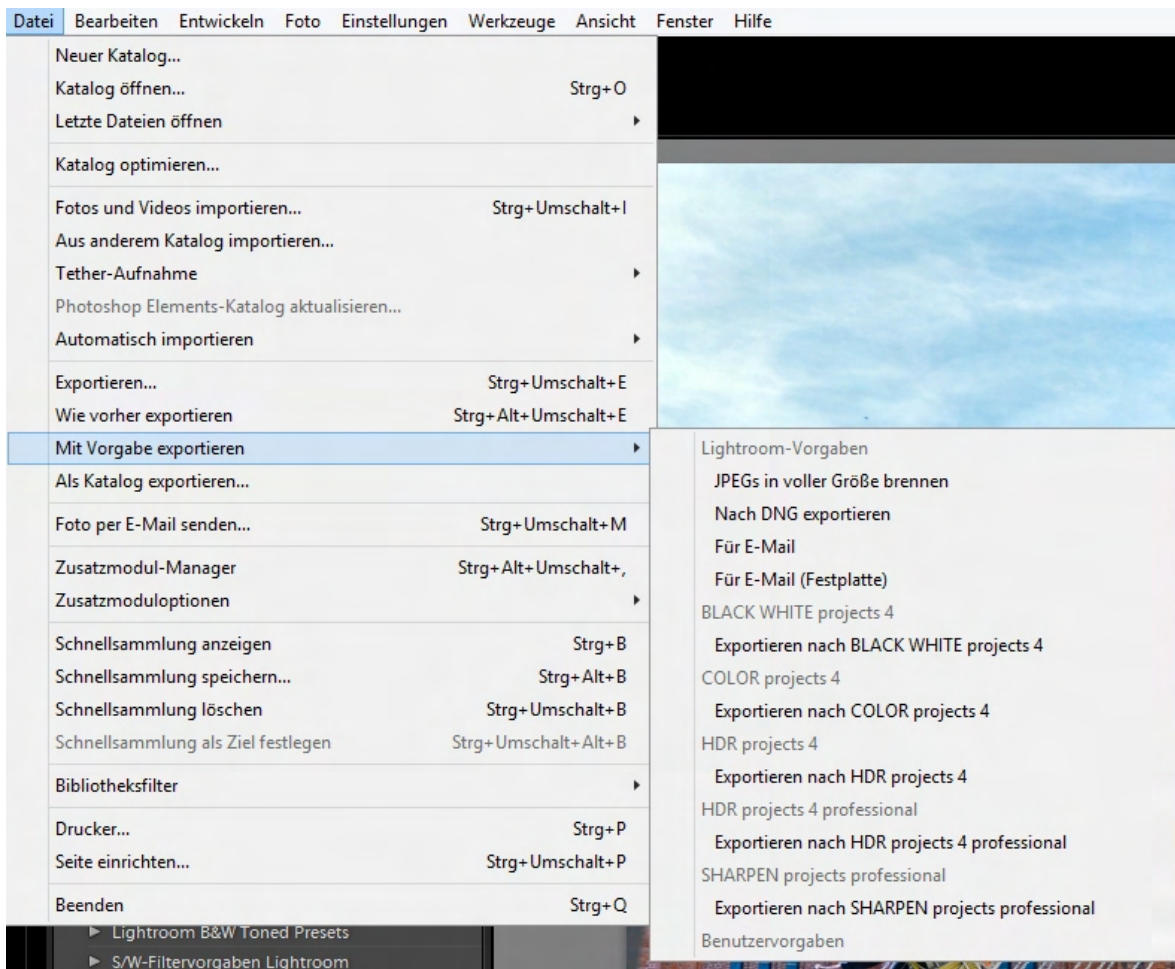 Datei Bearbeiten Entwickeln Foto Einstellungen Werkzeuge Ansicht Fenster Hilfe
Neuer Katalog...
Katalog öffnen... Strg+O
Letzte Dateien öffnen
Katalog optimieren...
Fotos und Videos importieren... Strg+Umschalt+I
Aus anderem Katalog importieren...
Tether-Aufnahme
Photoshop Elements-Katalog aktualisieren...
Automatisch importieren
Exportieren... Strg+Umschalt+E
Wie vorher exportieren Strg+Alt+Umschalt+E
Mit Vorgabe exportieren
Als Katalog exportieren...
Foto per E-Mail senden... Strg+Umschalt+M
Zusatzmodul-Manager Strg+Alt+Umschalt+,
Zusatzmoduloptionen
Schnellsammlung anzeigen Strg+B
Schnellsammlung speichern... Strg+Alt+B
Schnellsammlung löschen Strg+Umschalt+B
Schnellsammlung als Ziel festlegen Strg+Umschalt+Alt+B
Bibliotheksfilter
Drucker... Strg+P
Seite einrichten... Strg+Umschalt+P
Beenden Strg+Q
Lightroom-Vorgaben
JPEGs in voller Größe brennen
Nach DNG exportieren
Für E-Mail
Für E-Mail (Festplatte)
BLACK WHITE projects 4
Exportieren nach BLACK WHITE projects 4
COLOR projects 4
Exportieren nach COLOR projects 4
HDR projects 4
Exportieren nach HDR projects 4
HDR projects 4 professional
Exportieren nach HDR projects 4 professional
SHARPEN projects professional
Exportieren nach SHARPEN projects professional
Benutzervorgaben
Lightroom B&W Toned Presets
S/W-Filtervorgaben Lightroom